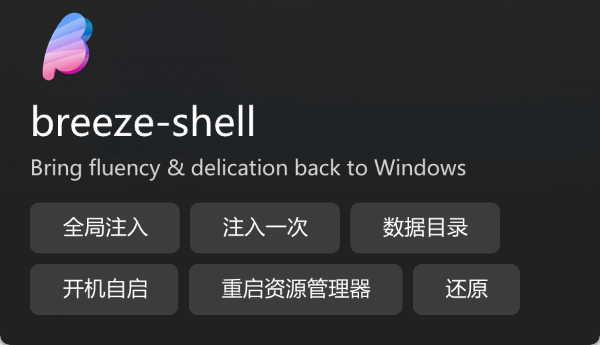 breeze-shell
Bring fluency & delication back to Windows
全局注入 注入一次 数据目录
开机自启 重启资源管理器 还原